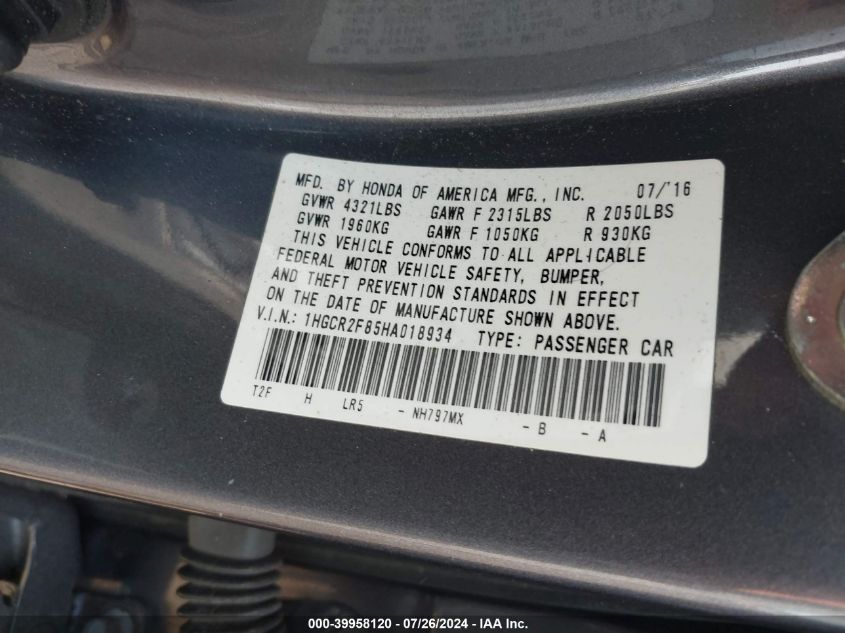 MFD. BY HONDA OF AMERICA MFG., INC. 07/'16
GVWR 4321LBS GAWR F 2315LBS R 2050LBS
GVWR 1960KG GAWR F 1050KG R 930KG
THIS VEHICLE CONFORMS TO ALL APPLICABLE
FEDERAL MOTOR VEHICLE SAFETY, BUMPER,
AND THEFT PREVENTION STANDARDS IN EFFECT
ON THE DATE OF MANUFACTURE SHOWN ABOVE.
V.I.N.: 1HGCR2F85HA018934 TYPE: PASSENGER CAR
T2F H LR5 - NH797MX - B - A
000-39958120 - 07/26/2024 - IAA Inc.